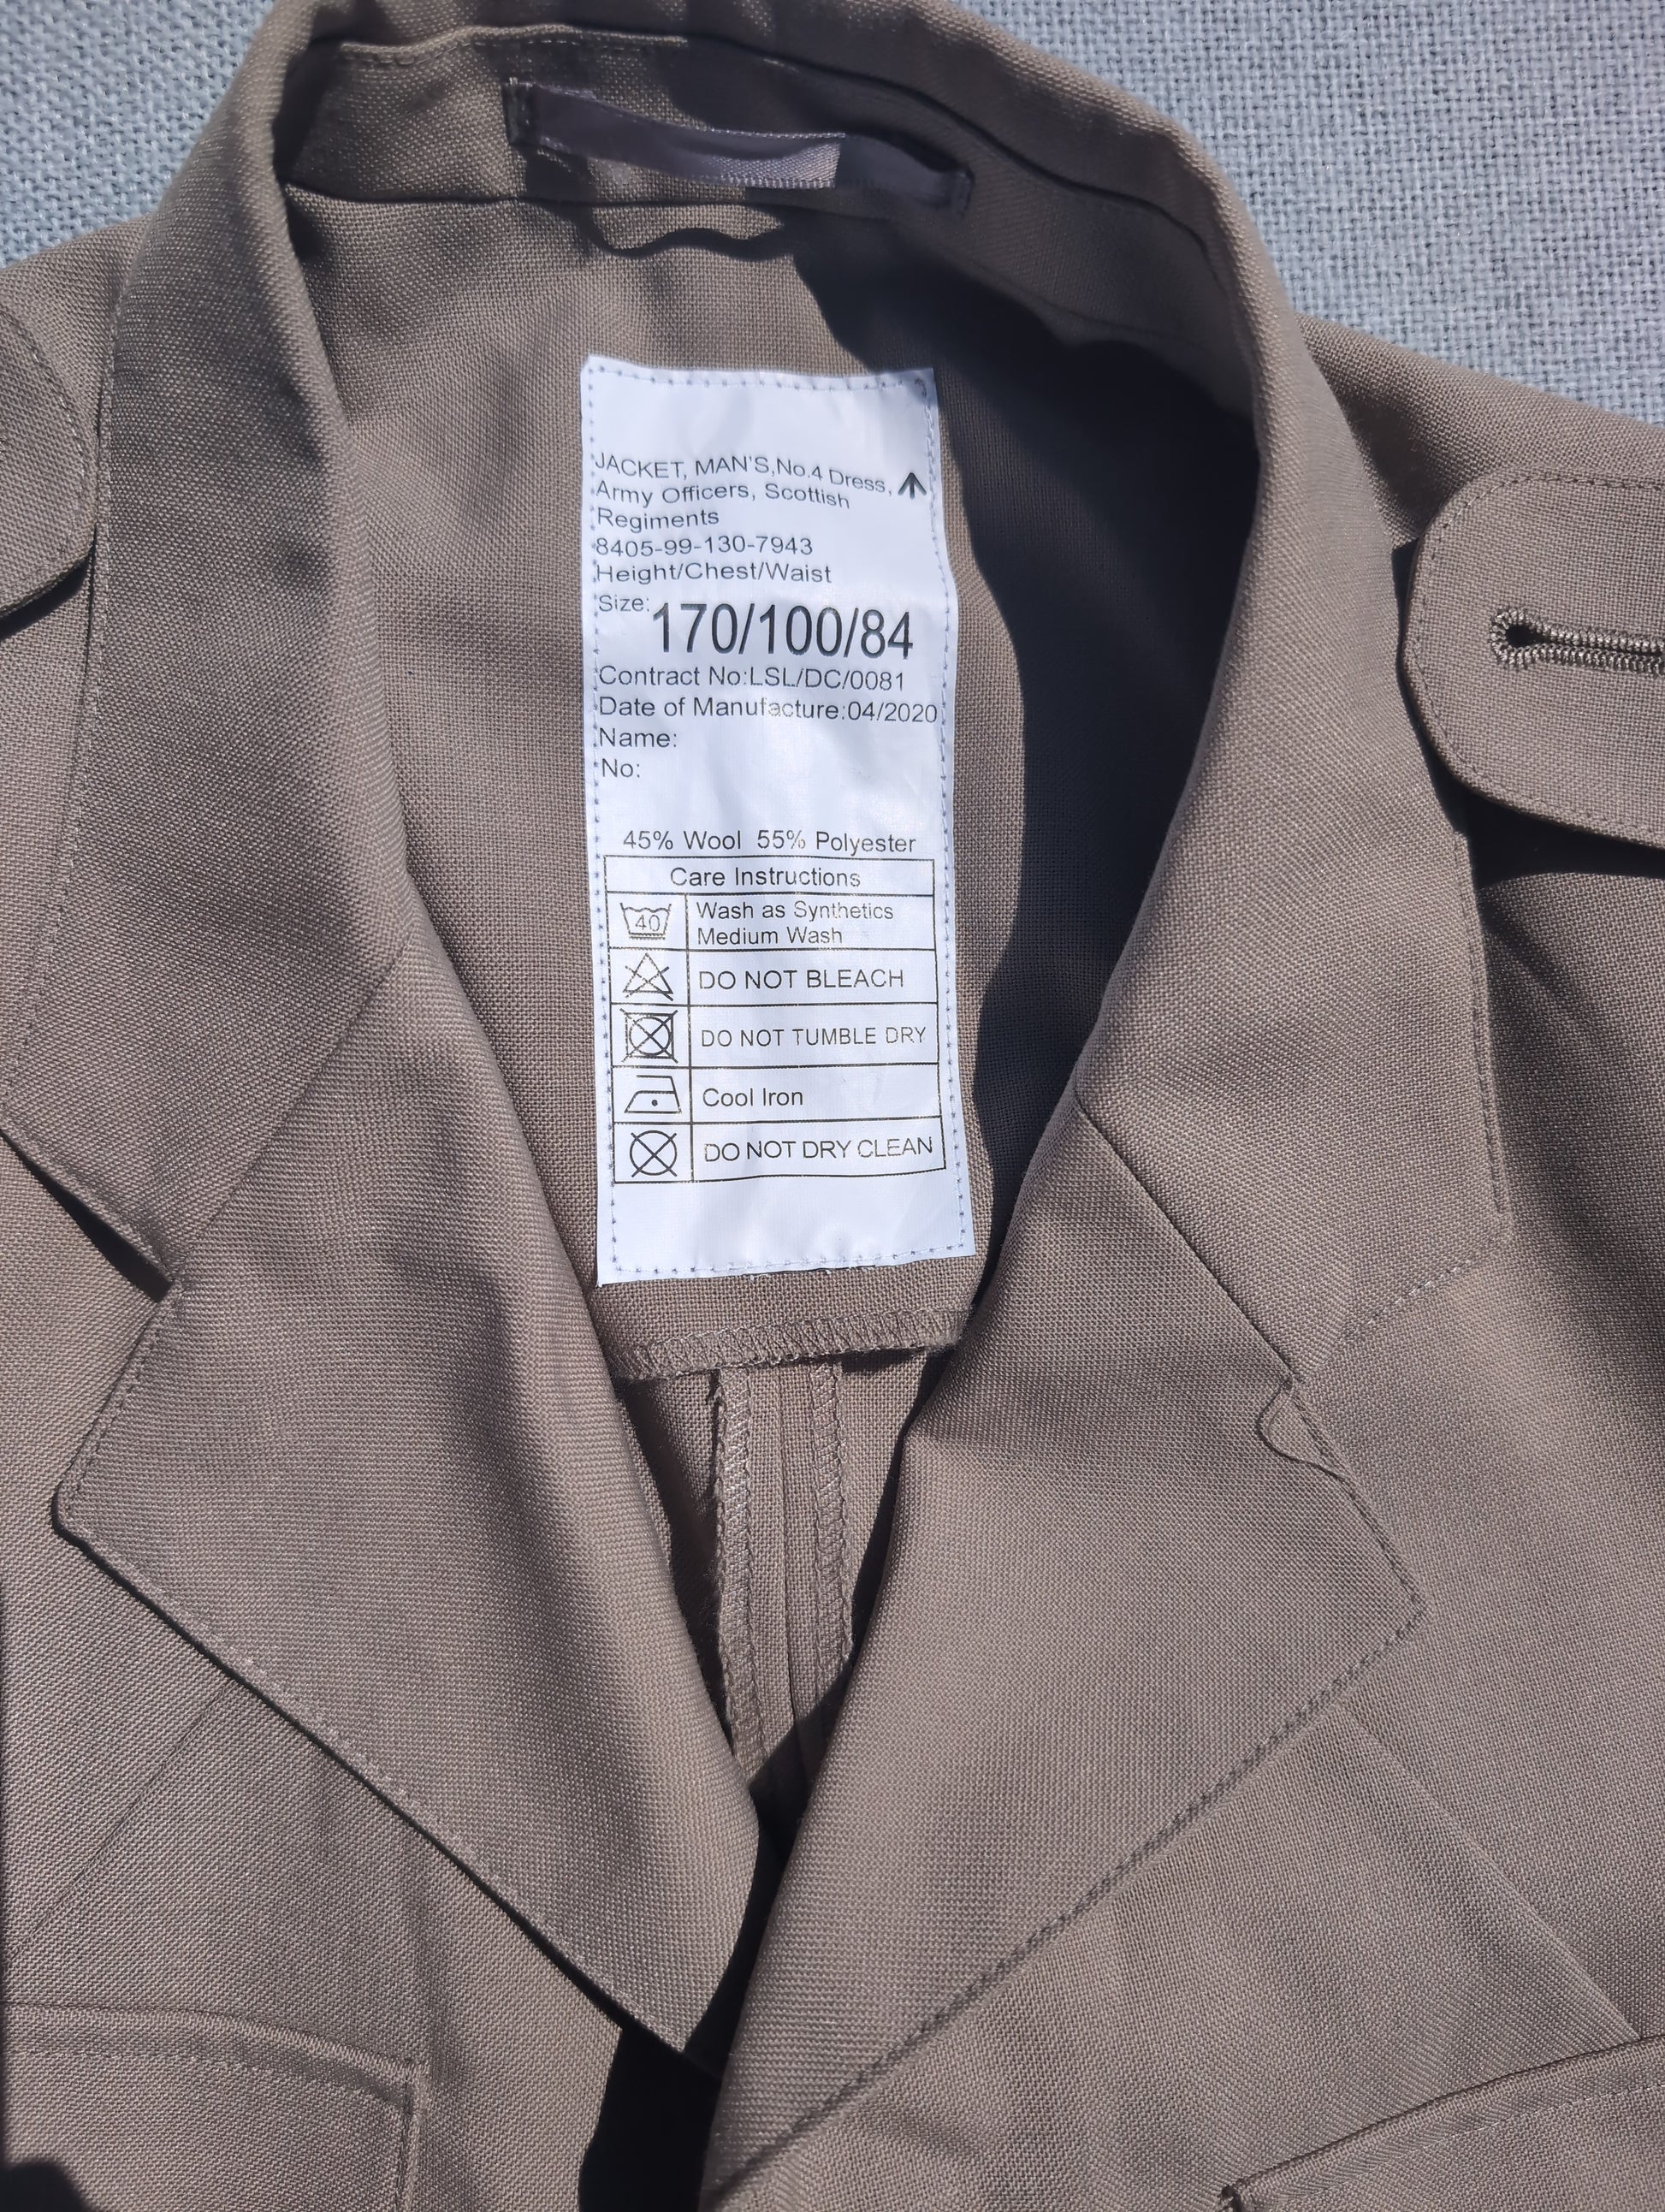 JACKET, MAN'S,No.4 Dress,
Army Officers, Scottish
Regiments
8405-99-130-7943
Height/Chest/Waist
Size: 170/100/84
Contract No:LSL/DC/0081
Date of Manufacture:04/2020
Name:
No:
45% Wool 55% Polyester
Care Instructions
40 Wash as Synthetics
Medium Wash
DO NOT BLEACH
DO NOT TUMBLE DRY
Cool Iron
DO NOT DRY CLEAN